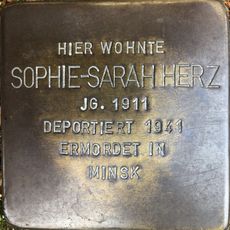 HIER WOHNTE
SOPHIE-SARAH HERZ
JG. 1911
DEPORTIERT 1941
ERMORDET IN
MINSK